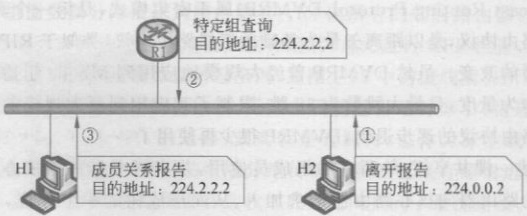 特定组查询
目的地址：224.2.2.2
R1
②
③
①
H1
成员关系报告
目的地址：224.2.2.2
H2
离开报告
目的地址：224.0.0.2